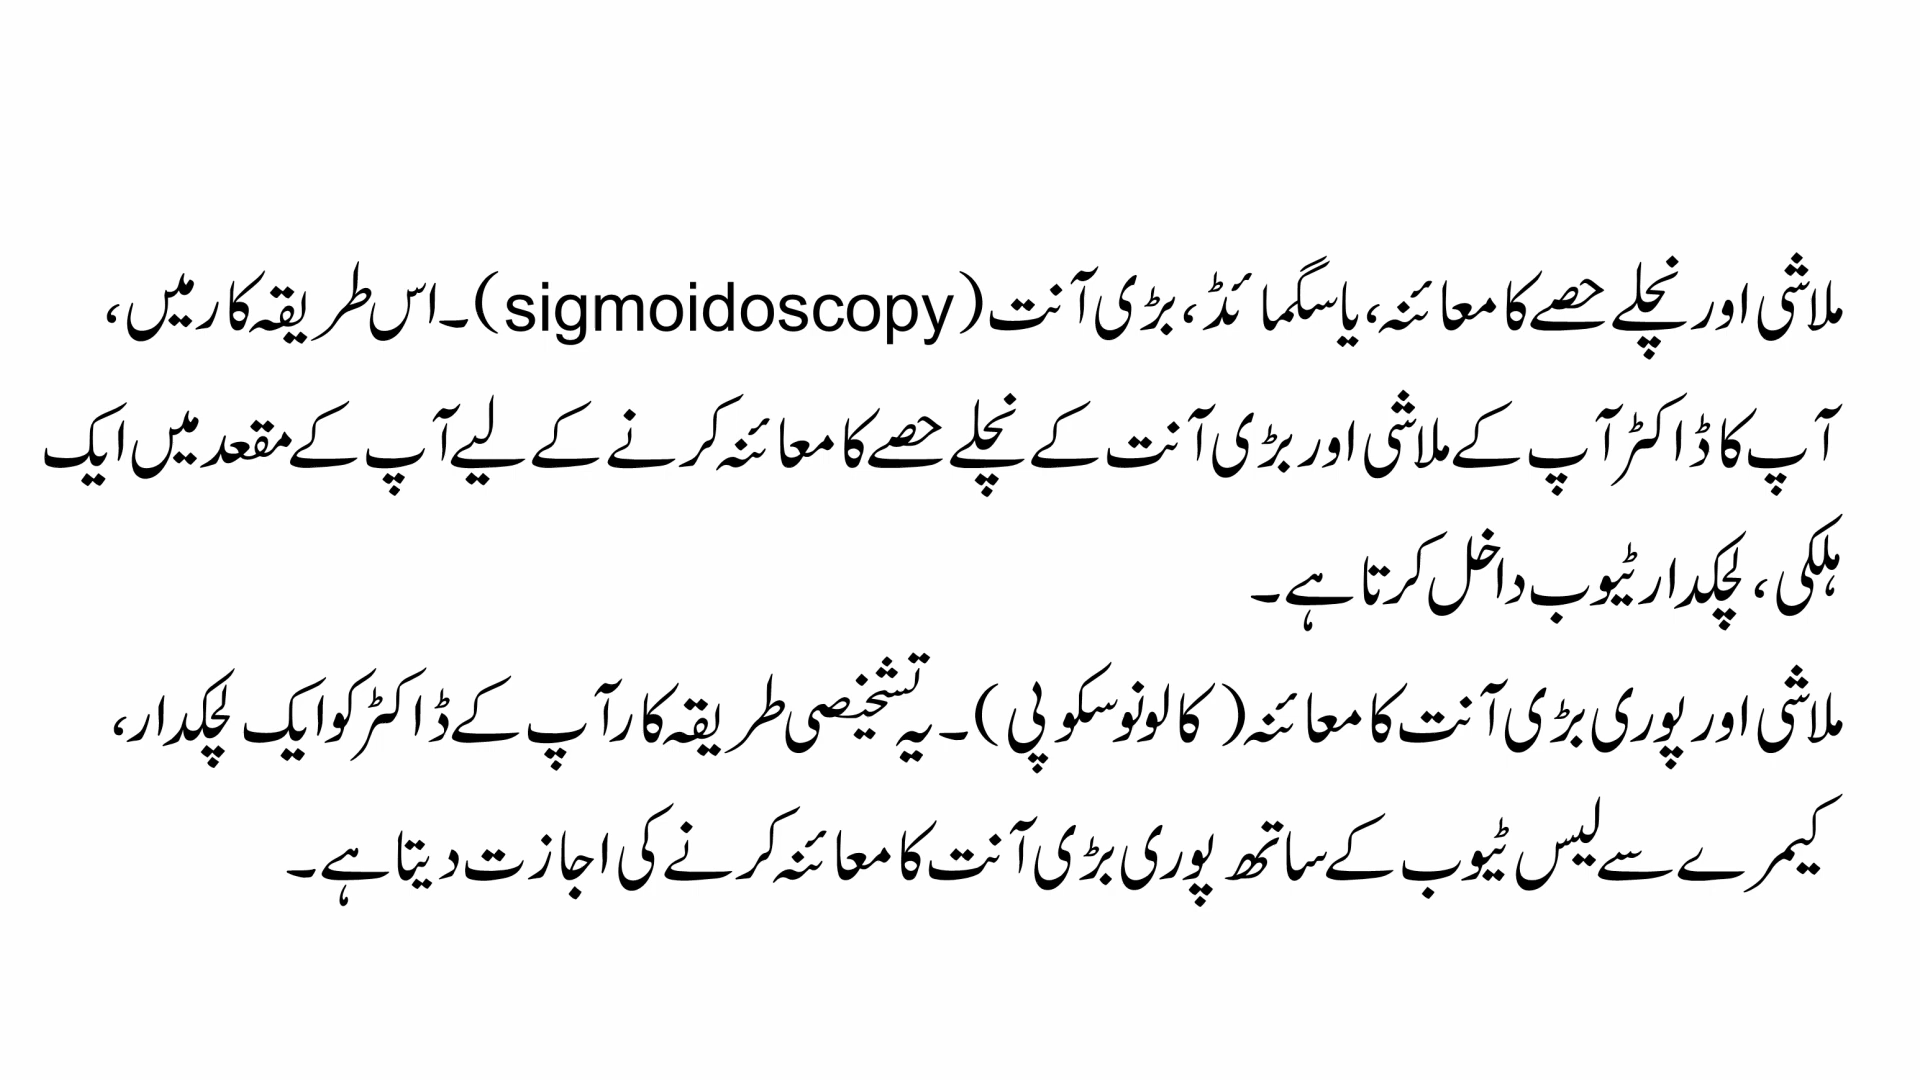 ملاشی اور نچلے حصے کا معائنہ، یا سگمائڈ، بڑی آنت (sigmoidoscopy)۔ اس طریقہ کار میں،
آپ کا ڈاکٹر آپ کے ملاشی اور بڑی آنت کے نچلے حصے کا معائنہ کرنے کے لیے آپ کے مقعد میں ایک
ہلکی، لچکدار ٹیوب داخل کرتا ہے۔
ملاشی اور پوری بڑی آنت کا معائنہ (کالونوسکوپی)۔ یہ تشخیصی طریقہ کار آپ کے ڈاکٹر کو ایک لچکدار،
کیمرے سے لیس ٹیوب کے ساتھ پوری بڑی آنت کا معائنہ کرنے کی اجازت دیتا ہے۔